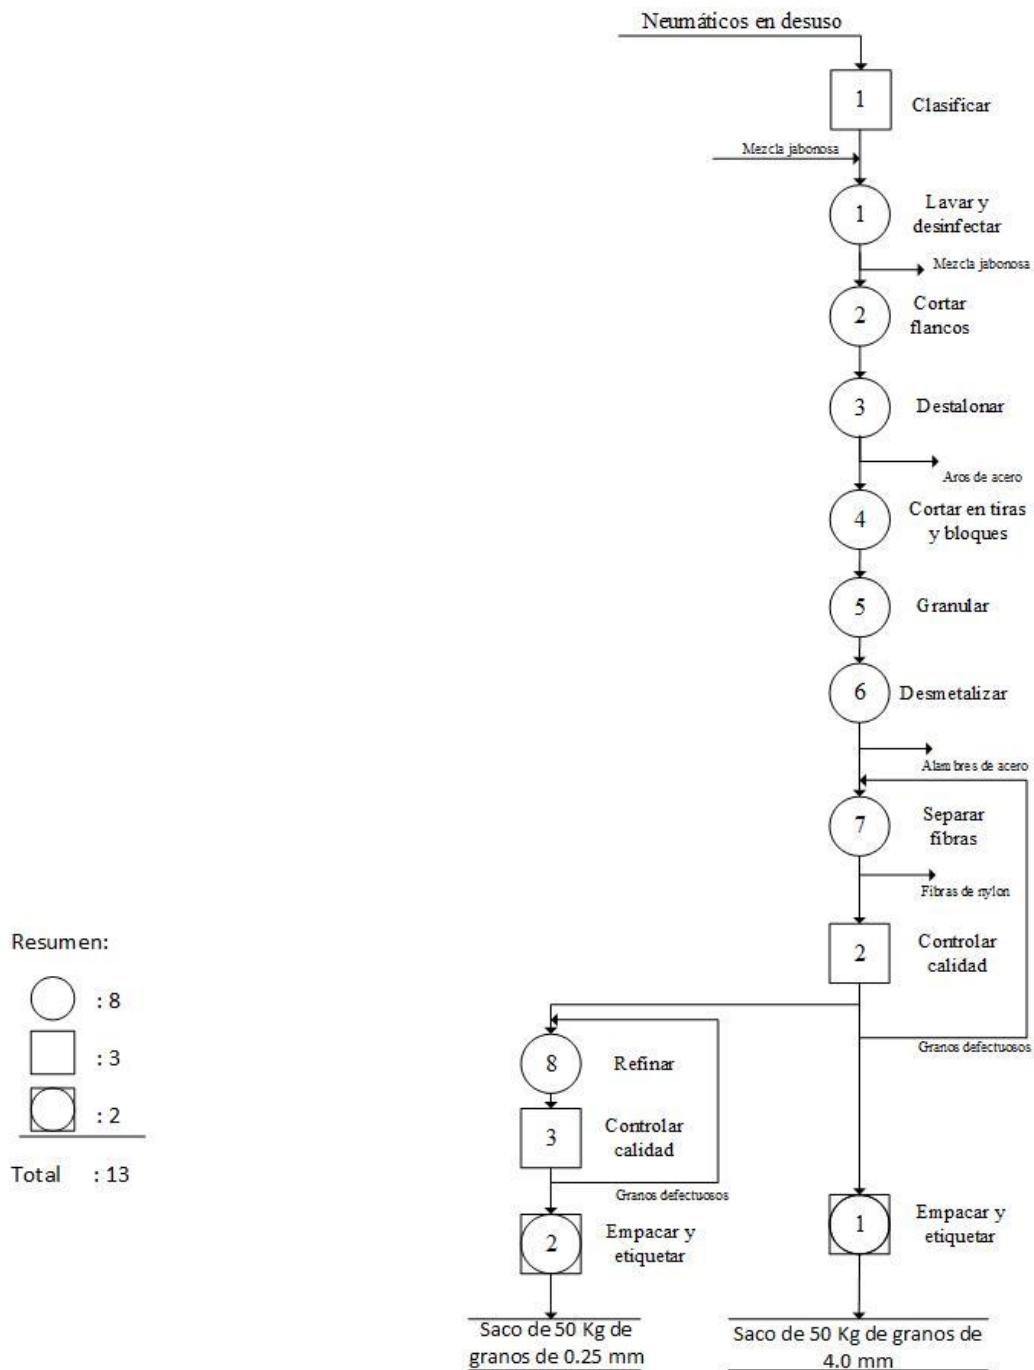 Neumáticos en desuso
1
Clasificar
Mezcla jabonosa
1
Lavar y
desinfectar
Mezcla jabonosa
2
Cortar
flancos
3
Destalonar
Aros de acero
4
Cortar en tiras
y bloques
5
Granular
6
Desmetalizar
Alambres de acero
7
Separar
fibras
Fibras de nylon
2
Controlar
calidad
Granos defectuosos
8
Refinar
3
Controlar
calidad
Granos defectuosos
2
Empacar y
etiquetar
1
Empacar y
etiquetar
Saco de 50 Kg de
granos de 0.25 mm
Saco de 50 Kg de granos de
4.0 mm
Resumen:
: 8
: 3
: 2
Total : 13